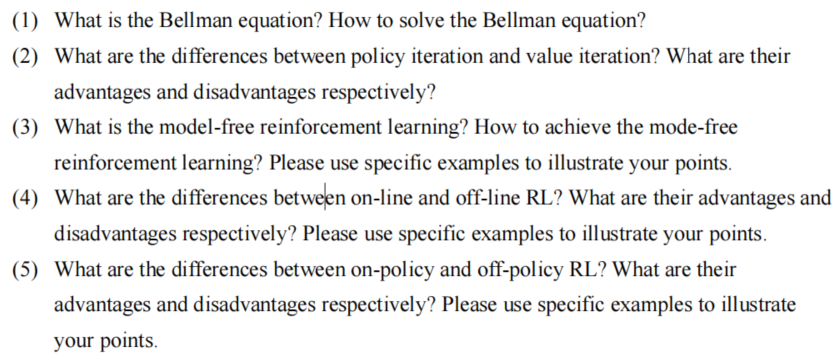 (1) What is the Bellman equation? How to solve the Bellman equation?
(2) What are the differences between policy iteration and value iteration? What are their
advantages and disadvantages respectively?
(3) What is the model-free reinforcement learning? How to achieve the mode-free
reinforcement learning? Please use specific examples to illustrate your points.
(4) What are the differences between on-line and off-line RL? What are their advantages and
disadvantages respectively? Please use specific examples to illustrate your points.
(5) What are the differences between on-policy and off-policy RL? What are their
advantages and disadvantages respectively? Please use specific examples to illustrate
your points.